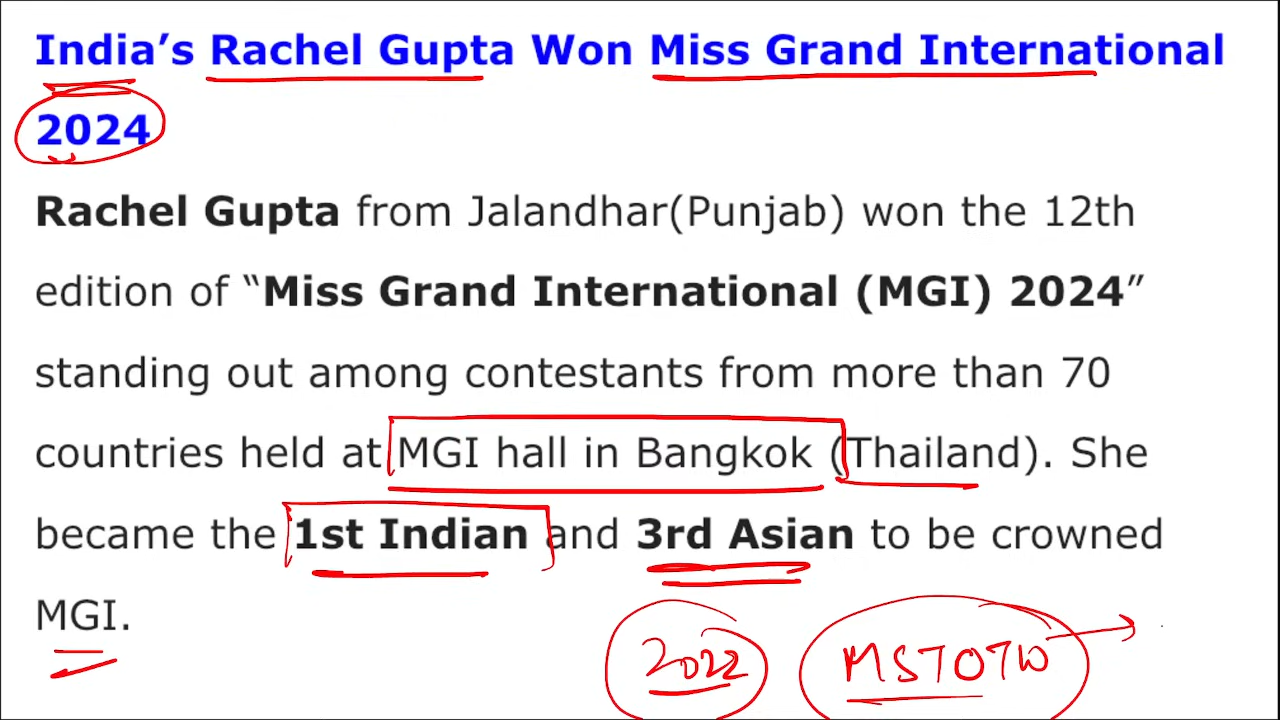 India’s Rachel Gupta Won Miss Grand International
2024
Rachel Gupta from Jalandhar(Punjab) won the 12th
edition of “Miss Grand International (MGI) 2024”
standing out among contestants from more than 70
countries held at MGI hall in Bangkok (Thailand). She
became the 1st Indian and 3rd Asian to be crowned
MGI.
2022 MSTOTW